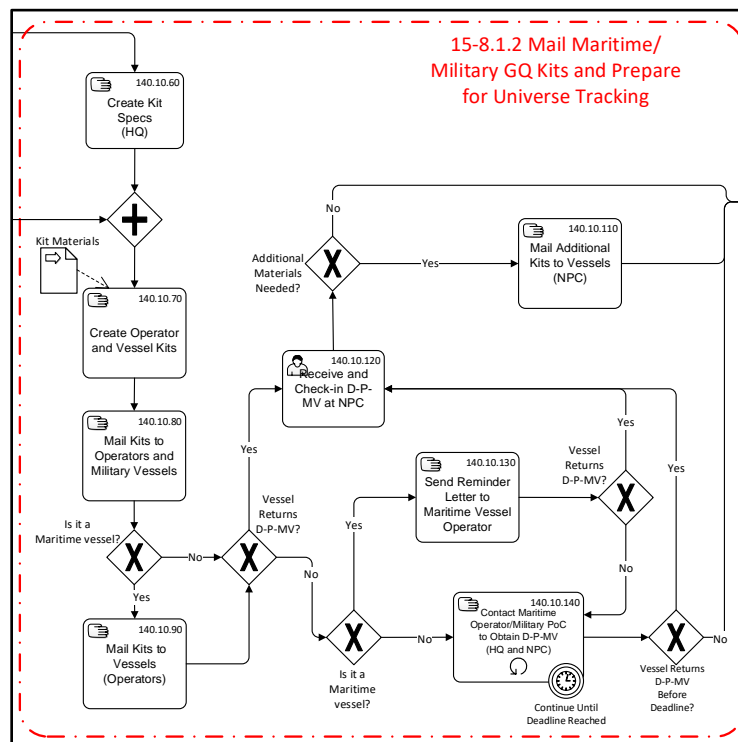 15-8.1.2 Mail Maritime/
Military GQ Kits and Prepare
for Universe Tracking
140.10.60
Create Kit
Specs
(HQ)
Kit Materials
140.10.70
Create Operator
and Vessel Kits
140.10.80
Mail Kits to
Operators and
Military Vessels
Is it a
Maritime vessel?
No
Yes
140.10.90
Mail Kits to
Vessels
(Operators)
Vessel
Returns
D-P-MV?
Yes
No
140.10.120
Receive and
Check-in D-P-
MV at NPC
Additional
Materials
Needed?
No
Yes
140.10.110
Mail Additional
Kits to Vessels
(NPC)
Is it a
Maritime
vessel?
Yes
No
140.10.130
Send Reminder
Letter to
Maritime Vessel
Operator
Vessel
Returns
D-P-MV?
Yes
No
140.10.140
Contact Maritime
Operator/Military PoC
to Obtain D-P-MV
(HQ and NPC)
Continue Until
Deadline Reached
Yes
No
Vessel Returns
D-P-MV
Before
Deadline?